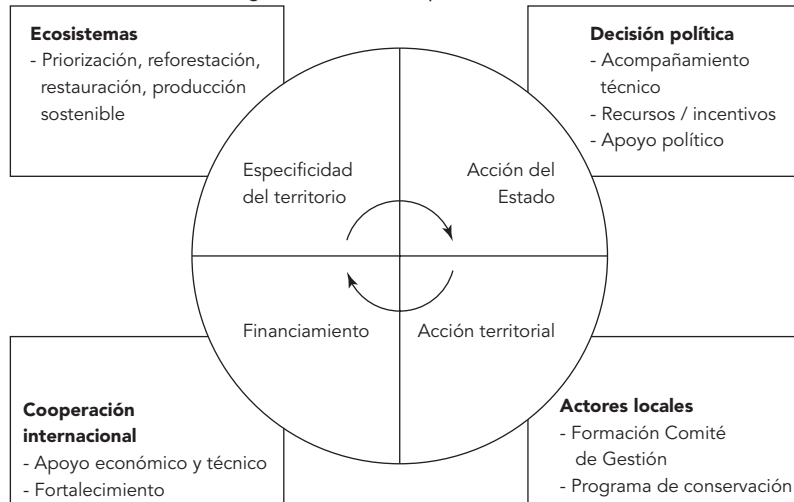 Ecosistemas
- Priorización, reforestación,
restauración, producción
sostenible
Decisión política
- Acompañamiento
técnico
- Recursos / incentivos
- Apoyo político
Especificidad
del territorio
Acción del
Estado
Financiamiento
Acción territorial
Cooperación
internacional
- Apoyo económico y técnico
- Fortalecimiento
Actores locales
- Formación Comité
de Gestión
- Programa de conservación